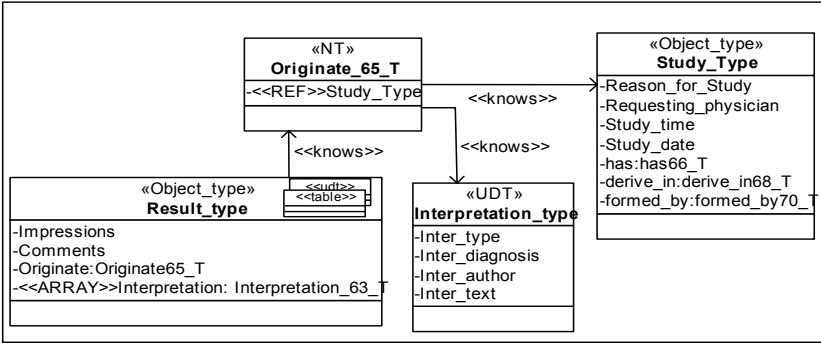 «NT»
Originate_65_T
-<<REF>>Study_Type
<<knows>>
<<knows>>
<<knows>>
«Object_type»
Study_Type
-Reason_for_Study
-Requesting_physician
-Study_time
-Study_date
-has:has66_T
-derive_in:derive_in68_T
-formed_by:formed_by70_T
«Object_type»
Result_type
<<udt>>
<<table>>
-Impressions
-Comments
-Originate:Originate65_T
-<<ARRAY>>Interpretation: Interpretation_63_T
«UDT»
Interpretation_type
-Inter_type
-Inter_diagnosis
-Inter_author
-Inter_text